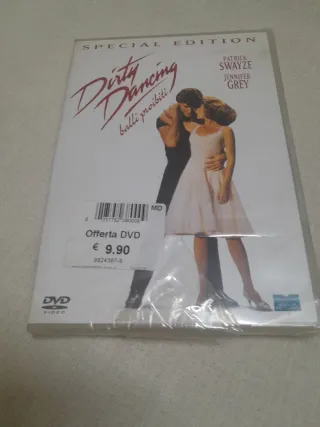 SPECIAL EDITION
PATRICK
SWAYZE
JENNIFER
GREY
Dirty
Dancing
balli proibiti
MD
Offerta DVD
€ 9.90
DVD
VIDEO